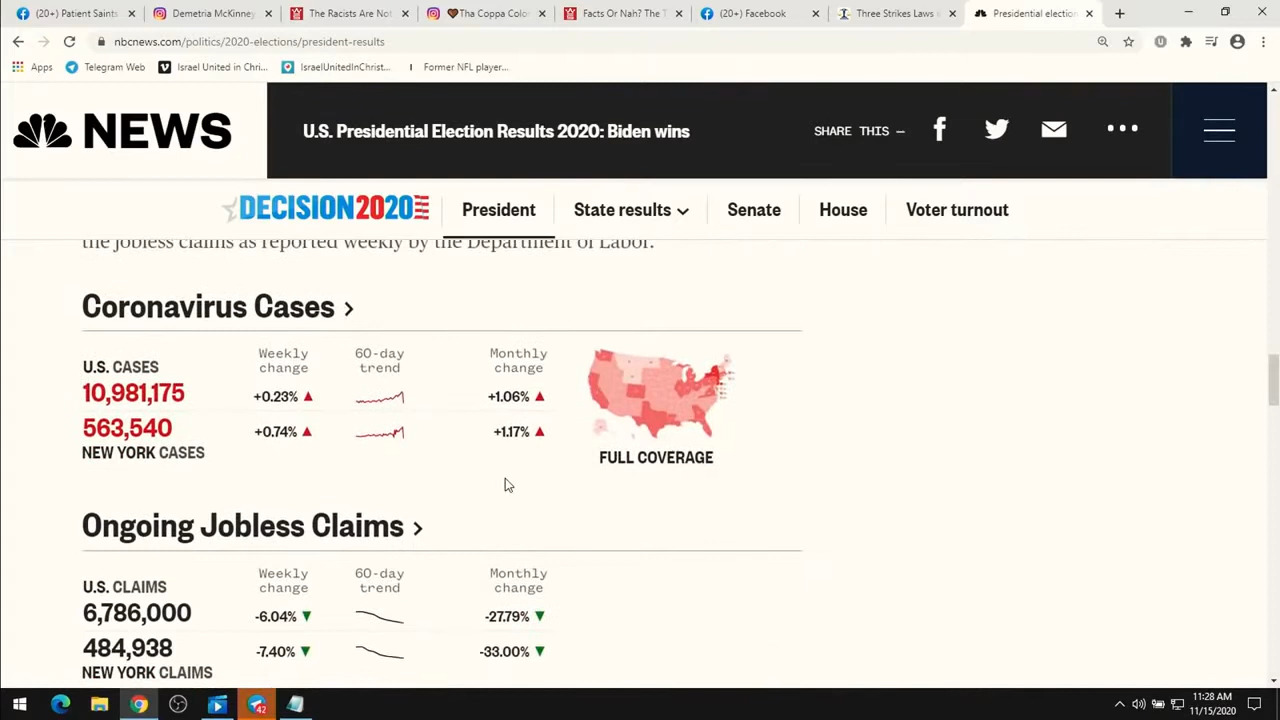 (20+) Patient Saints
Demetria McKinney
The Racists Are Not
Tha Coppa Colo
Facts Or Nah? The T
(20+) Facebook
Three Strikes Laws i
Presidential election
nbcnews.com/politics/2020-elections/president-results
Apps
Telegram Web
Israel United in Chri...
IsraelUnitedInChrist...
Former NFL player...
NEWS
U.S. Presidential Election Results 2020: Biden wins
SHARE THIS —
DECISION2020
President
State results
Senate
House
Voter turnout
the jobless claims as reported weekly by the Department of Labor.
Coronavirus Cases
Weekly change
60-day trend
Monthly change
U.S. CASES
10,981,175
+0.23%
+1.06%
563,540
+0.74%
+1.17%
NEW YORK CASES
FULL COVERAGE
Ongoing Jobless Claims
Weekly change
60-day trend
Monthly change
U.S. CLAIMS
6,786,000
-6.04%
-27.79%
484,938
-7.40%
-33.00%
NEW YORK CLAIMS
42
11:28 AM
11/15/2020